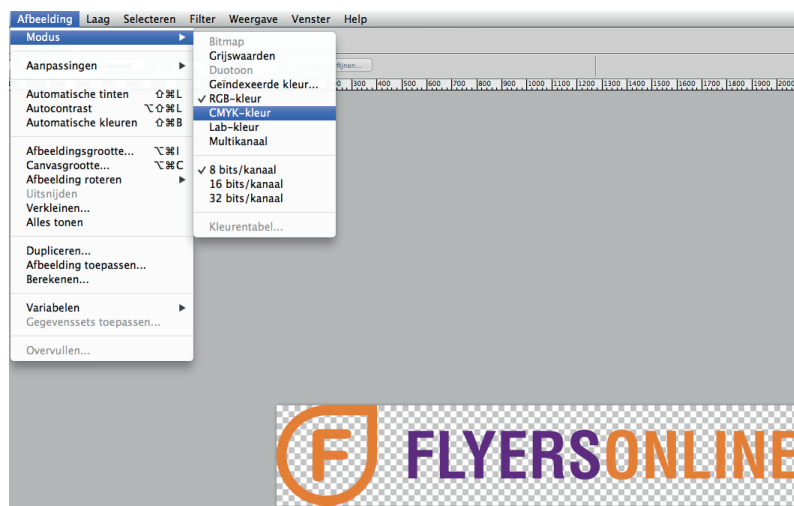 Afbeelding Laag Selecteren Filter Weergave Venster Help
Modus
Aanpassingen
Automatische tinten ⇧⌘L
Autocontrast ⌥⇧⌘L
Automatische kleuren ⇧⌘B
Afbeeldingsgrootte... ⌥⌘I
Canvasgrootte... ⌥⌘C
Afbeelding roteren
Uitsnijden
Verkleinen...
Alles tonen
Dupliceren...
Afbeelding toepassen...
Berekenen...
Variabelen
Gegevenssets toepassen...
Overvullen...
Bitmap
Grijswaarden
Duotoon
Geïndexeerde kleur...
✓ RGB-kleur
CMYK-kleur
Lab-kleur
Multikanaal
✓ 8 bits/kanaal
16 bits/kanaal
32 bits/kanaal
Kleurentabel...
300 400 500 600 700 800 900 1000 1100 1200 1300 1400 1500 1600 1700 1800 1900 2000
F FLYERSONLINE